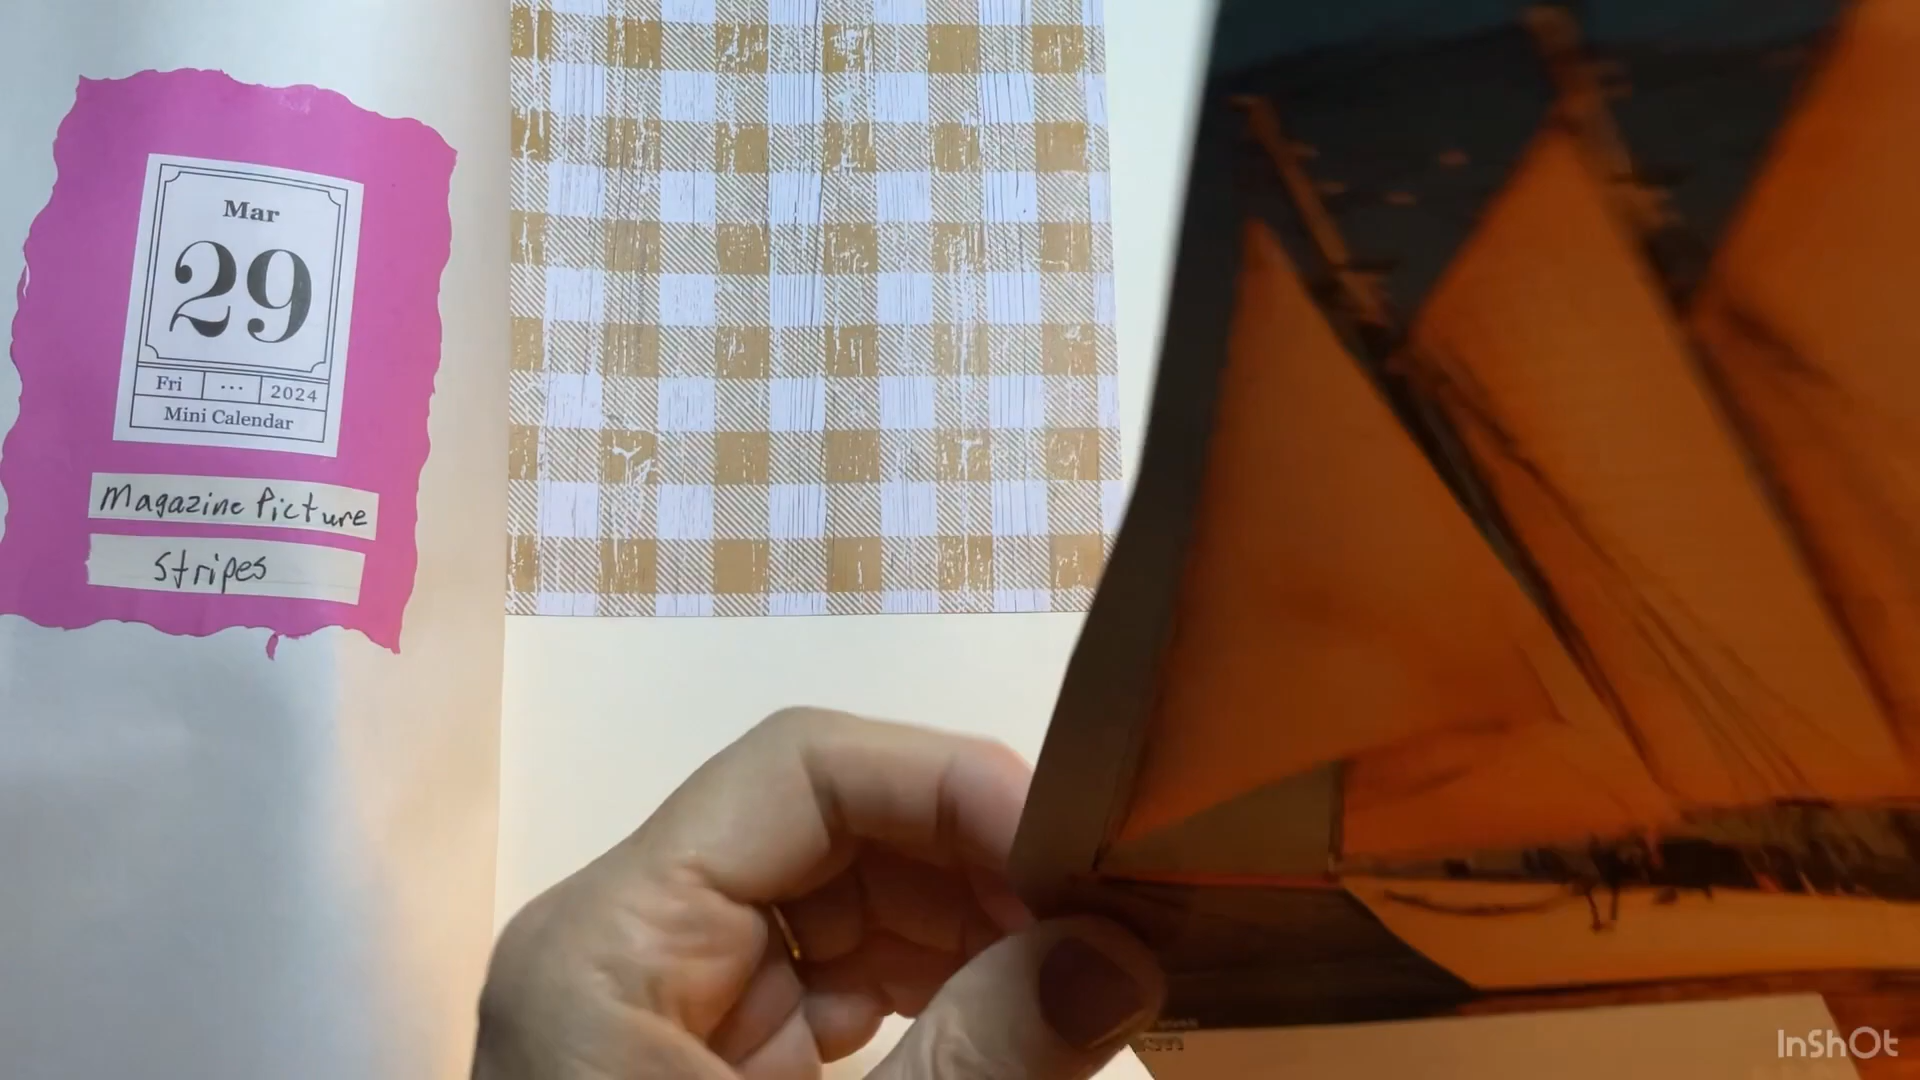 Mar
29
Fri ... 2024
Mini Calendar
Magazine Picture
Stripes
InShOt